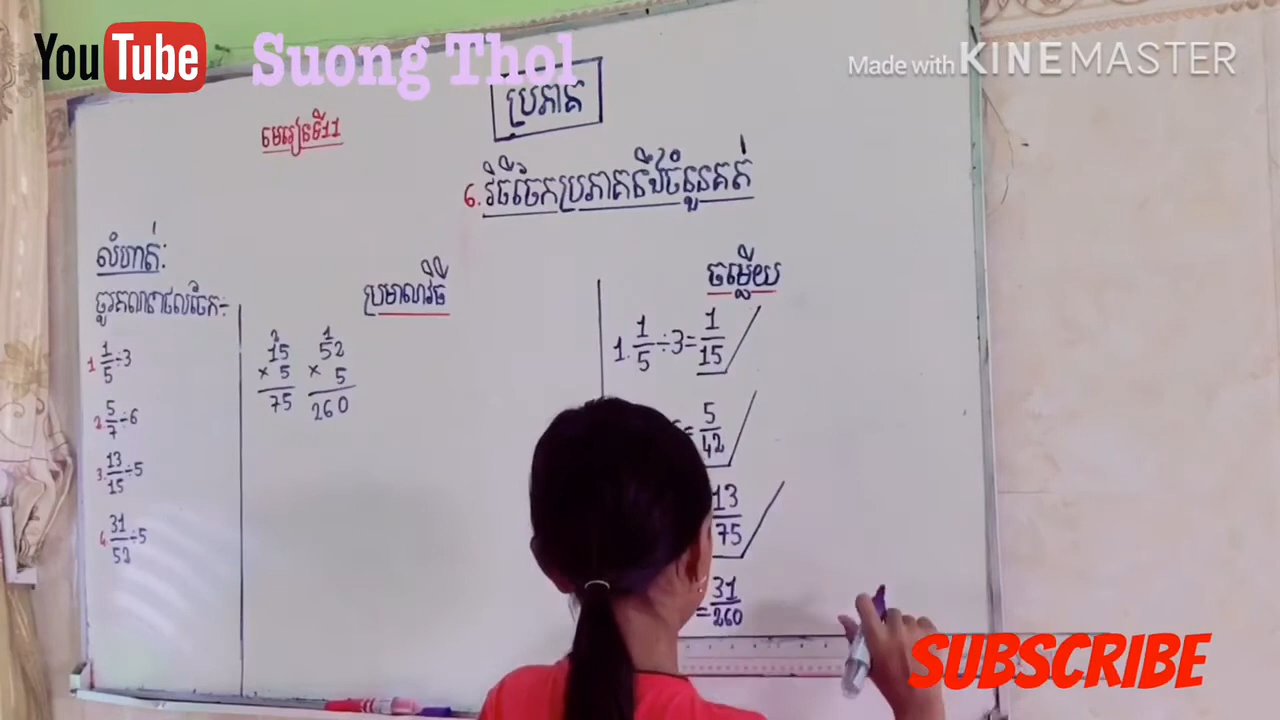 YouTube Suong Thol
Made with KINEMASTER
ប្រភាគ
មេរៀនទី11
6. វិធីចែកប្រភាគនឹងចំនួនគត់
លំហាត់:
ចូរគណនាផលចែក:-
1 1/5 ÷3
2. 5/7 ÷6
3. 13/15 ÷5
4. 31/52 ÷5
ប្រមាណវិធី
2 1
15 52
× 5 × 5
75 260
ចម្លើយ
1. 1/5 ÷3= 1/15
= 5/42
13/75
= 31/260
SUBSCRIBE